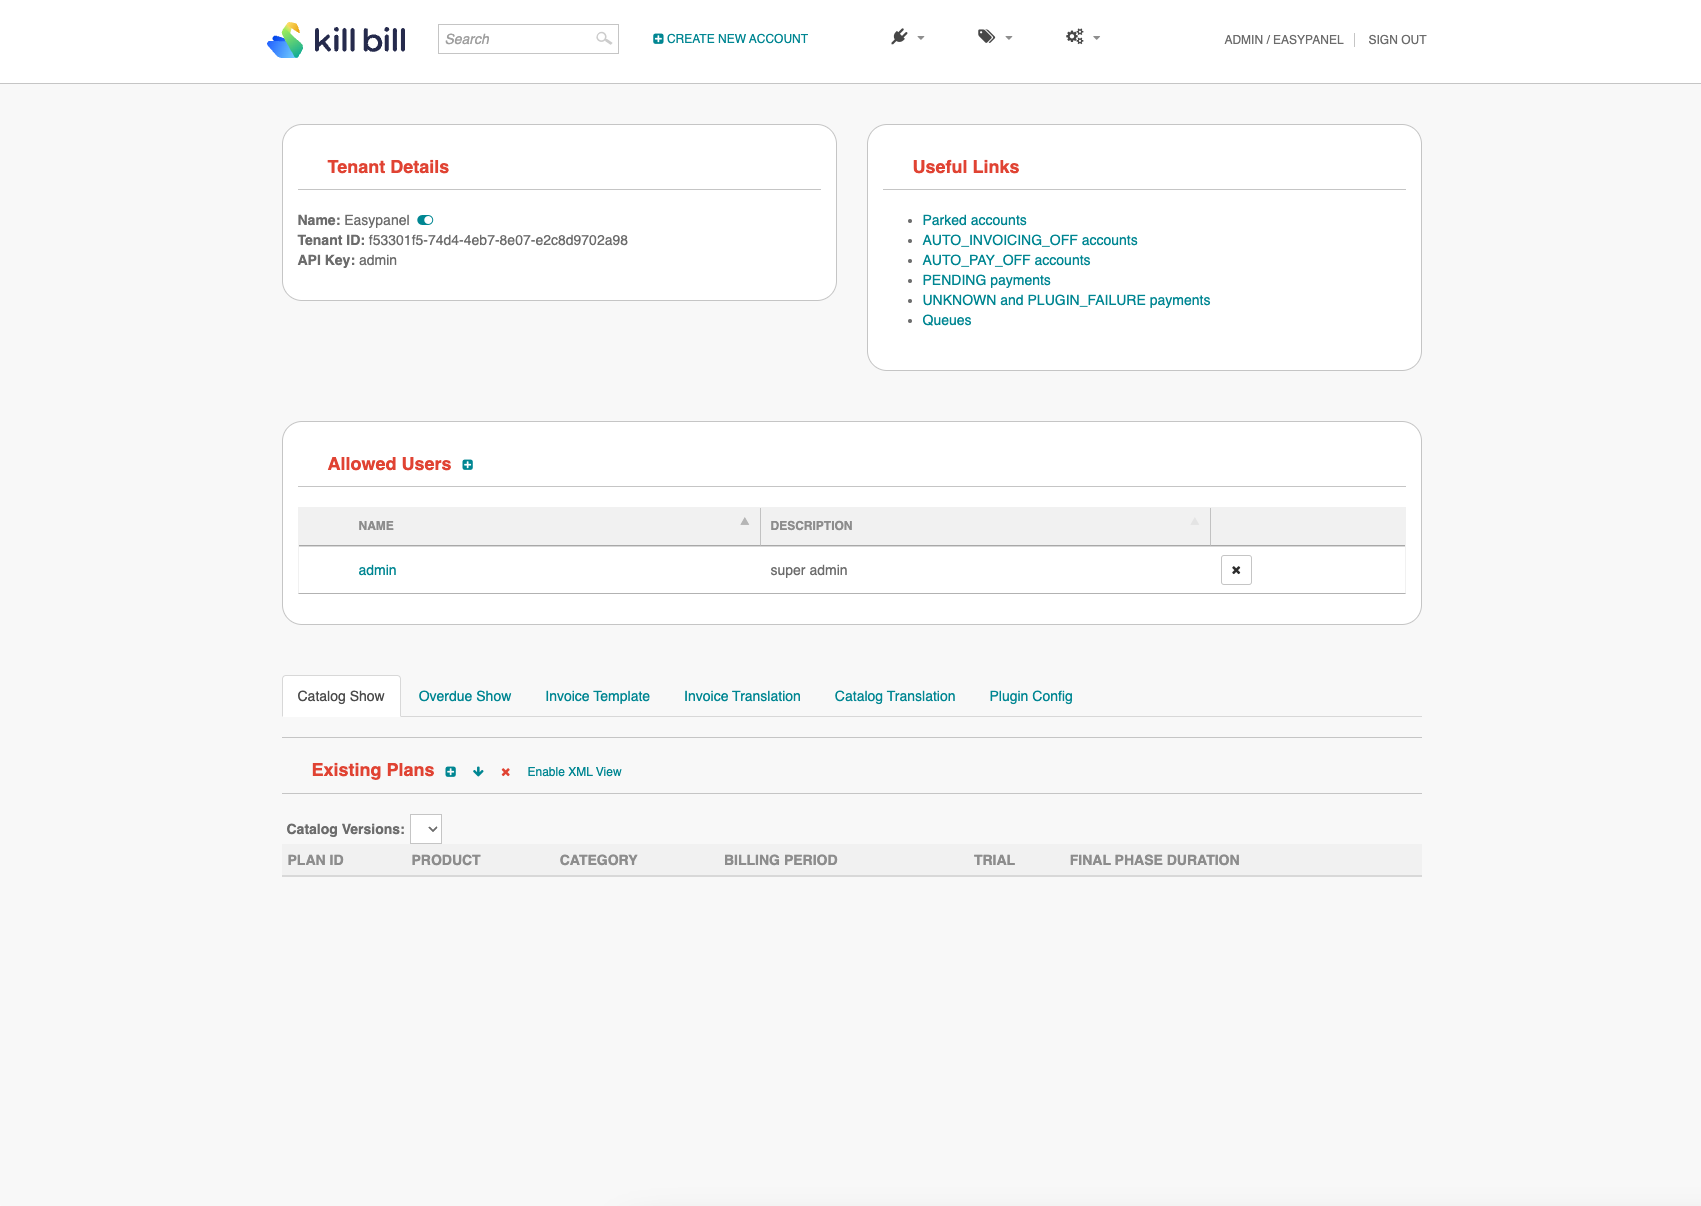 kill bill
Search
CREATE NEW ACCOUNT
ADMIN / EASYPANEL
SIGN OUT
Tenant Details
Name: Easypanel
Tenant ID: f53301f5-74d4-4eb7-8e07-e2c8d9702a98
API Key: admin
Useful Links
Parked accounts
AUTO_INVOICING_OFF accounts
AUTO_PAY_OFF accounts
PENDING payments
UNKNOWN and PLUGIN_FAILURE payments
Queues
Allowed Users
NAME DESCRIPTION
admin super admin
Catalog Show Overdue Show Invoice Template Invoice Translation Catalog Translation Plugin Config
Existing Plans Enable XML View
Catalog Versions:
PLAN ID PRODUCT CATEGORY BILLING PERIOD TRIAL FINAL PHASE DURATION